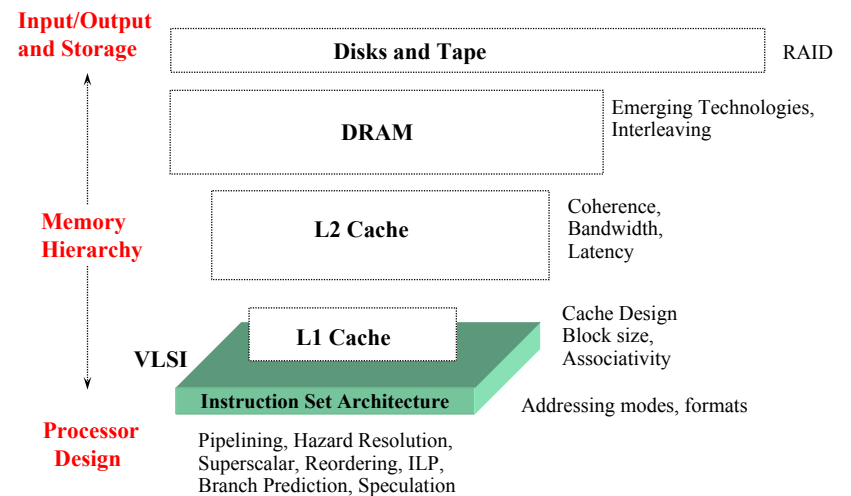 Input/Output
and Storage
Disks and Tape
RAID
DRAM
Emerging Technologies,
Interleaving
Memory
Hierarchy
L2 Cache
Coherence,
Bandwidth,
Latency
L1 Cache
Cache Design
Block size,
Associativity
VLSI
Instruction Set Architecture
Addressing modes, formats
Processor
Design
Pipelining, Hazard Resolution,
Superscalar, Reordering, ILP,
Branch Prediction, Speculation